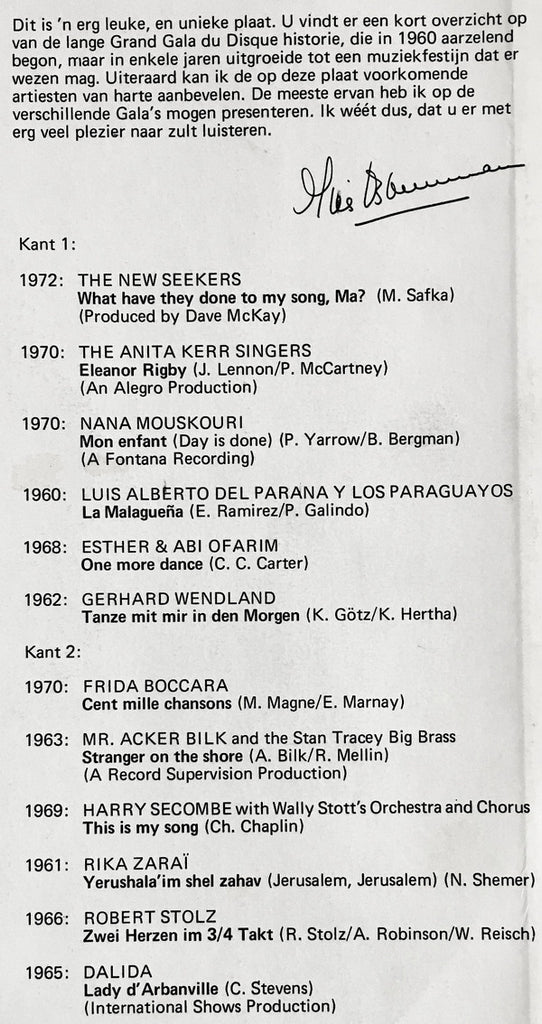 Dit is 'n erg leuke, en unieke plaat. U vindt er een kort overzicht op
van de lange Grand Gala du Disque historie, die in 1960 aarzelend
begon, maar in enkele jaren uitgroeide tot een muziekfestijn dat er
wezen mag. Uiteraard kan ik de op deze plaat voorkomende
artiesten van harte aanbevelen. De meeste ervan heb ik op de
verschillende Gala's mogen presenteren. Ik wéét dus, dat u er met
erg veel plezier naar zult luisteren.
Kant 1:
1972: THE NEW SEEKERS
What have they done to my song, Ma? (M. Safka)
(Produced by Dave McKay)
1970: THE ANITA KERR SINGERS
Eleanor Rigby (J. Lennon/P. McCartney)
(An Alegro Production)
1970: NANA MOUSKOURI
Mon enfant (Day is done) (P. Yarrow/B. Bergman)
(A Fontana Recording)
1960: LUIS ALBERTO DEL PARANA Y LOS PARAGUAYOS
La Malagueña (E. Ramirez/P. Galindo)
1968: ESTHER & ABI OFARIM
One more dance (C. C. Carter)
1962: GERHARD WENDLAND
Tanze mit mir in den Morgen (K. Götz/K. Hertha)
Kant 2:
1970: FRIDA BOCCARA
Cent mille chansons (M. Magne/E. Marnay)
1963: MR. ACKER BILK and the Stan Tracey Big Brass
Stranger on the shore (A. Bilk/R. Mellin)
(A Record Supervision Production)
1969: HARRY SECOMBE with Wally Stott's Orchestra and Chorus
This is my song (Ch. Chaplin)
1961: RIKA ZARAÏ
Yerushala'im shel zahav (Jerusalem, Jerusalem) (N. Shemer)
1966: ROBERT STOLZ
Zwei Herzen im 3/4 Takt (R. Stolz/A. Robinson/W. Reisch)
1965: DALIDA
Lady d'Arbanville (C. Stevens)
(International Shows Production)